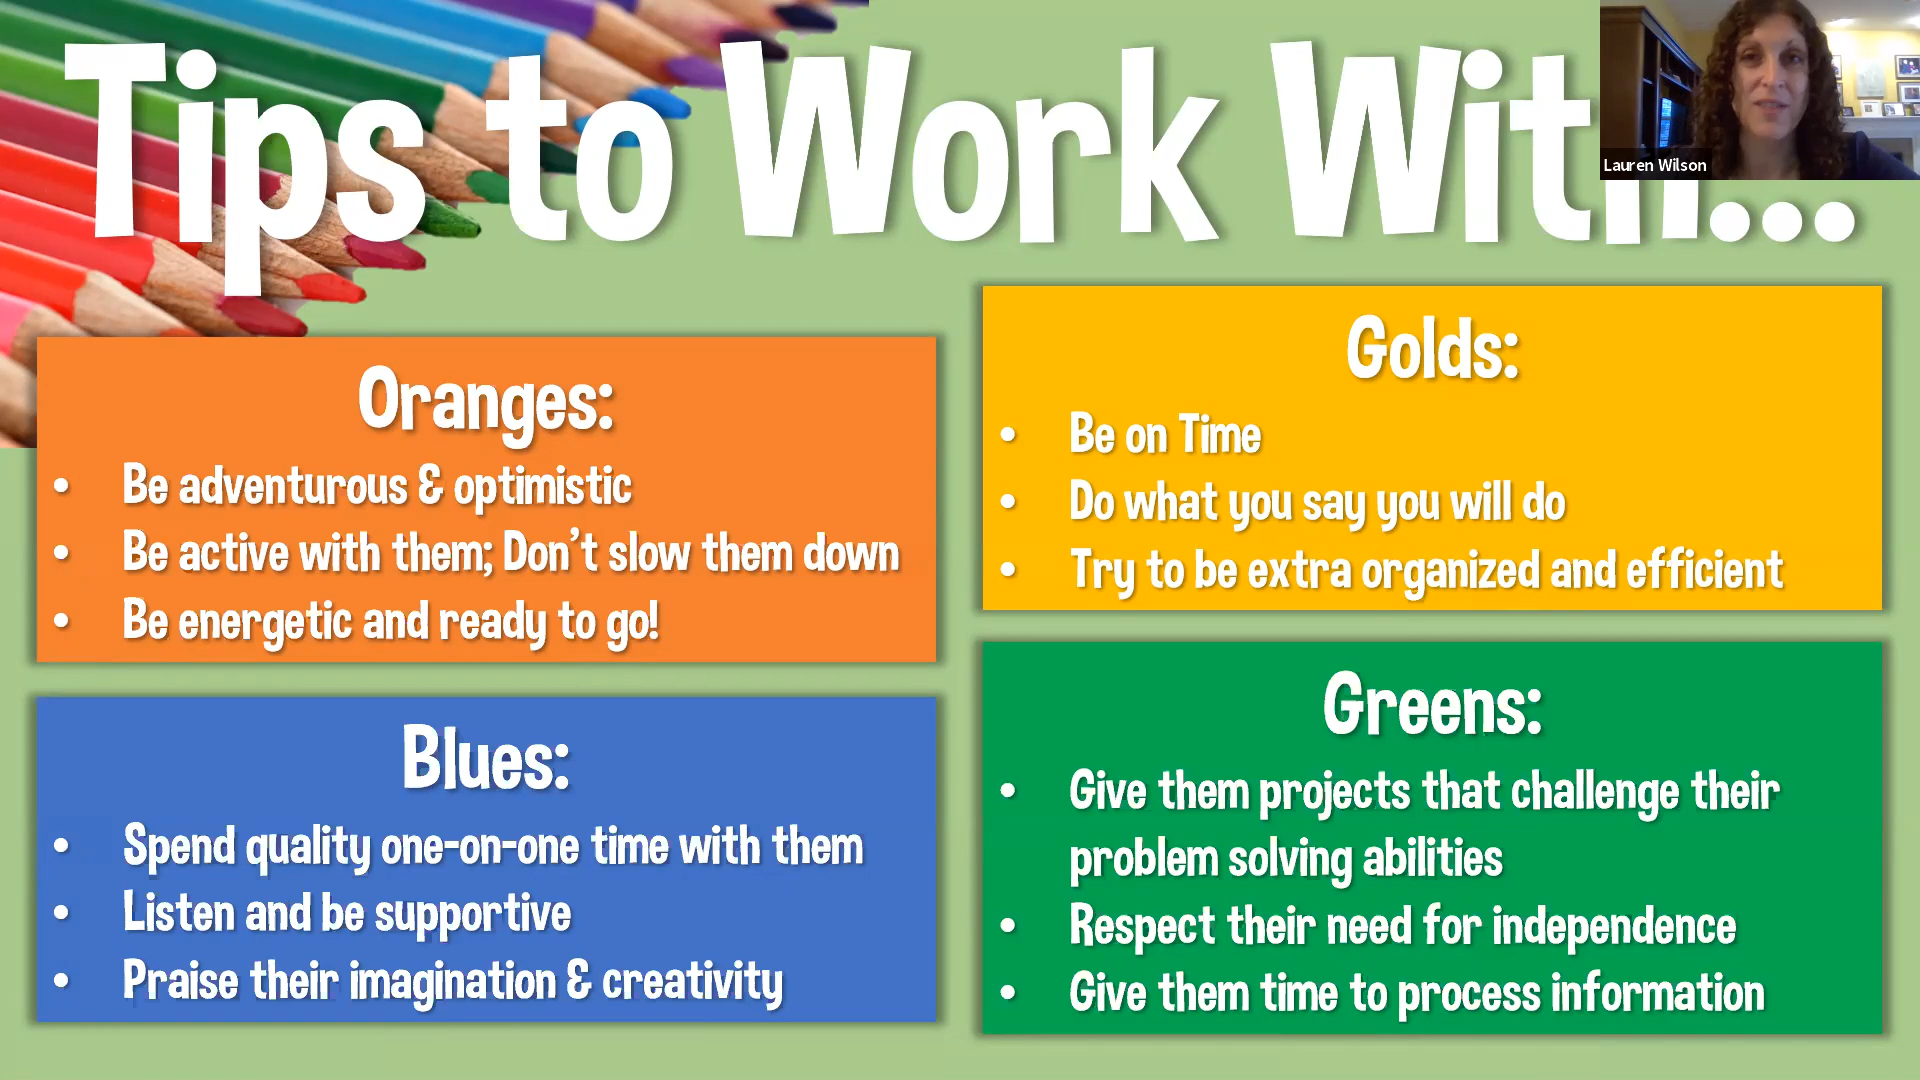 Tips to Work With...
Lauren Wilson
Oranges:
• Be adventurous & optimistic
• Be active with them; Don't slow them down
• Be energetic and ready to go!
Golds:
• Be on Time
• Do what you say you will do
• Try to be extra organized and efficient
Blues:
• Spend quality one-on-one time with them
• Listen and be supportive
• Praise their imagination & creativity
Greens:
• Give them projects that challenge their
problem solving abilities
• Respect their need for independence
• Give them time to process information